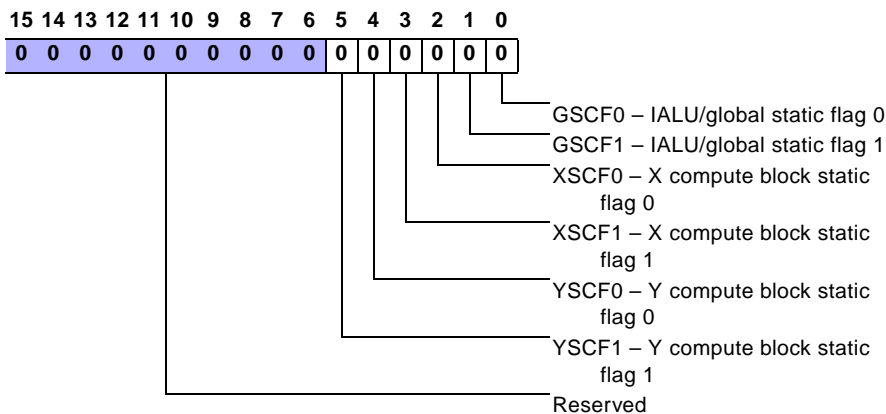 15 14 13 12 11 10 9 8 7 6 5 4 3 2 1 0
0 0 0 0 0 0 0 0 0 0 0 0 0 0 0 0
GSCF0 – IALU/global static flag 0
GSCF1 – IALU/global static flag 1
XSCF0 – X compute block static
flag 0
XSCF1 – X compute block static
flag 1
YSCF0 – Y compute block static
flag 0
YSCF1 – Y compute block static
flag 1
Reserved